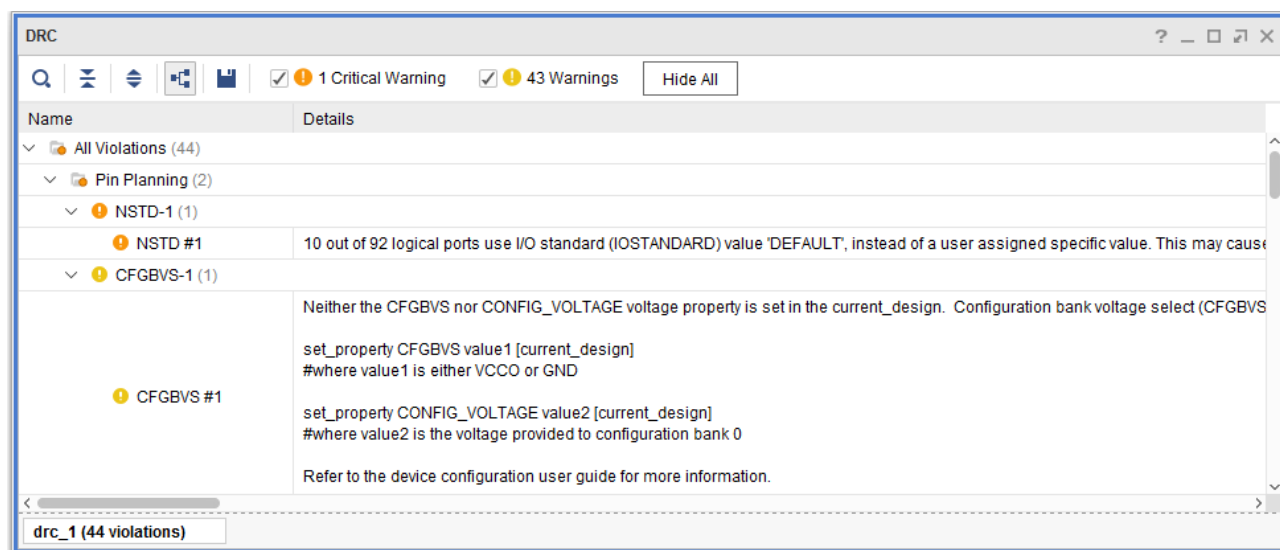 DRC
1 Critical Warning 43 Warnings Hide All
Name Details
All Violations (44)
Pin Planning (2)
NSTD-1 (1)
NSTD #1 10 out of 92 logical ports use I/O standard (IOSTANDARD) value 'DEFAULT', instead of a user assigned specific value. This may cause
CFGBVS-1 (1)
Neither the CFGBVS nor CONFIG_VOLTAGE voltage property is set in the current_design. Configuration bank voltage select (CFGBVS
set_property CFGBVS value1 [current_design]
#where value1 is either VCCO or GND
CFGBVS #1
set_property CONFIG_VOLTAGE value2 [current_design]
#where value2 is the voltage provided to configuration bank 0
Refer to the device configuration user guide for more information.
drc_1 (44 violations)